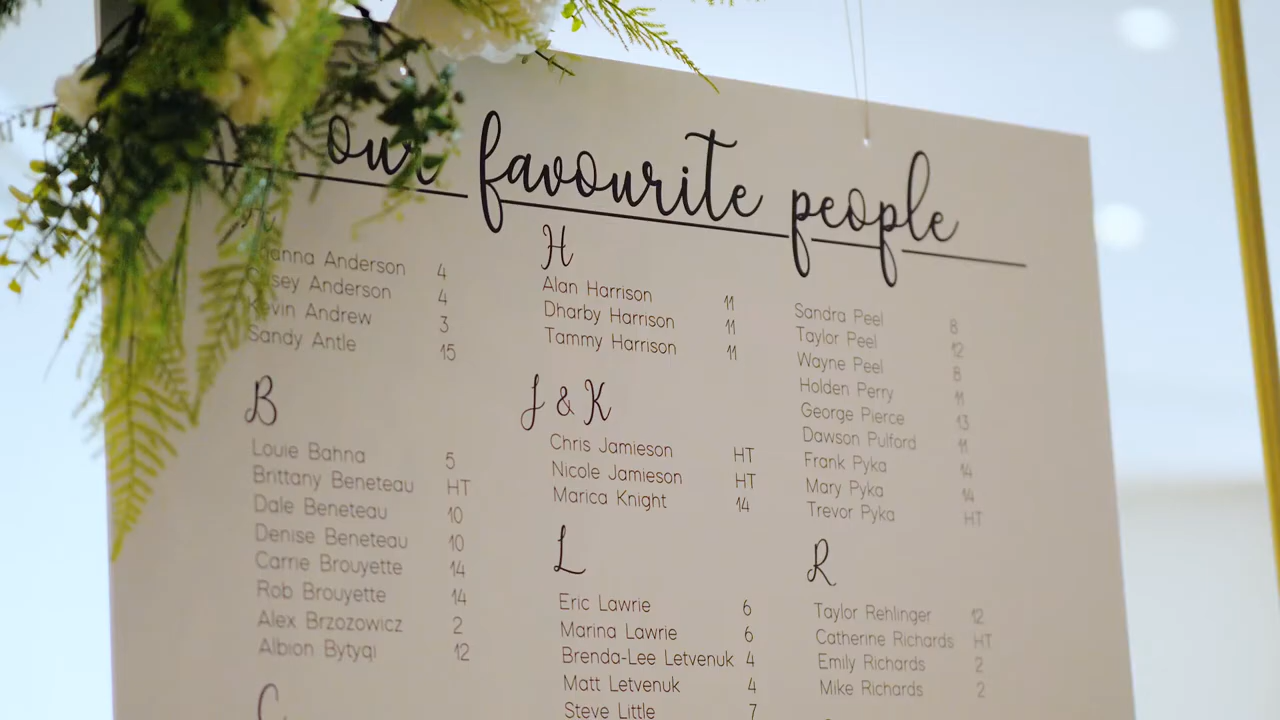 our favourite people
Anderson 4
Anderson 4
Kevin Andrew 3
Sandy Antle 15
B
Louie Bahna 5
Brittany Beneteau HT
Dale Beneteau 10
Denise Beneteau 10
Carrie Brouyette 14
Rob Brouyette 14
Alex Brzozowicz 2
Albion Bytyqi 12
C
H
Alan Harrison 11
Dharby Harrison 11
Tammy Harrison 11
J & K
Chris Jamieson HT
Nicole Jamieson HT
Marica Knight 14
L
Eric Lawrie 6
Marina Lawrie 6
Brenda-Lee Letvenuk 4
Matt Letvenuk 4
Steve Little 7
Sandra Peel 8
Taylor Peel 12
Wayne Peel 8
Holden Perry 11
George Pierce 13
Dawson Pulford 11
Frank Pyka 14
Mary Pyka 14
Trevor Pyka HT
R
Taylor Rehlinger 12
Catherine Richards HT
Emily Richards 2
Mike Richards 2